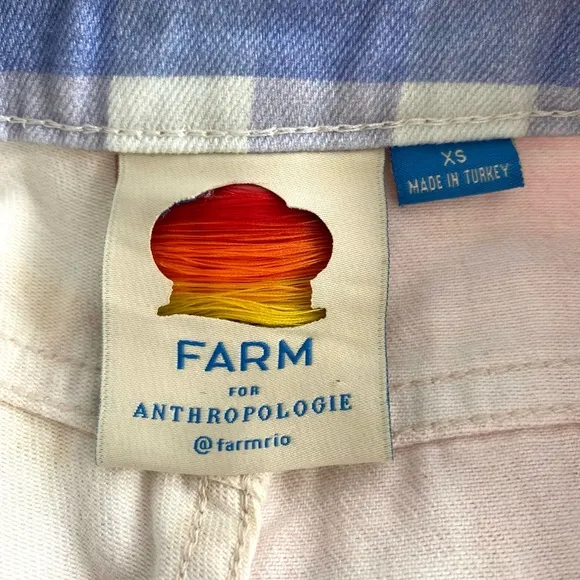 XS
MADE IN TURKEY
FARM
FOR
ANTHROPOLOGIE
@farmrio